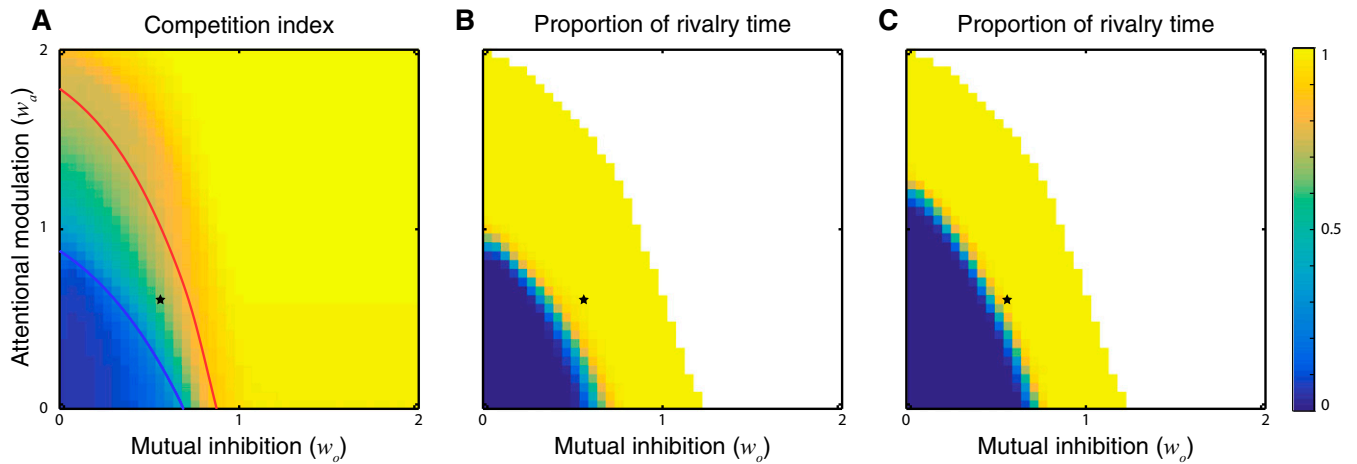 A Competition index
B Proportion of rivalry time
C Proportion of rivalry time
Attentional modulation (wa)
2
1
0
0 1 2
Mutual inhibition (wo)
0 1 2
Mutual inhibition (wo)
0 1 2
Mutual inhibition (wo)
1
0.5
0